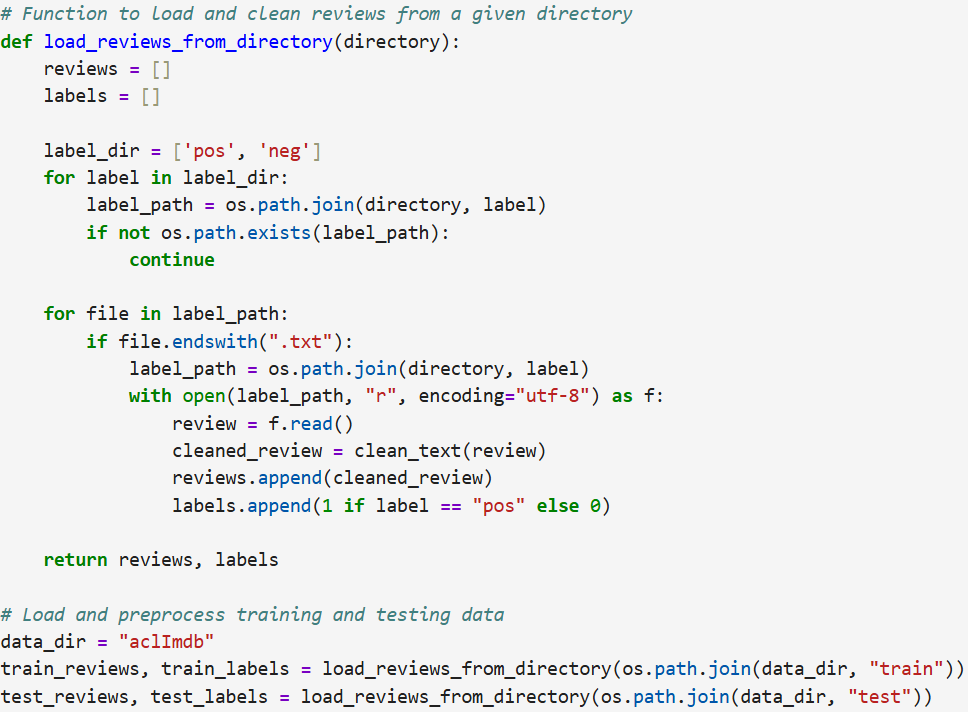 # Function to load and clean reviews from a given directory
def load_reviews_from_directory(directory):
    reviews = []
    labels = []

    label_dir = ['pos', 'neg']
    for label in label_dir:
        label_path = os.path.join(directory, label)
        if not os.path.exists(label_path):
            continue

    for file in label_path:
        if file.endswith(".txt"):
            label_path = os.path.join(directory, label)
            with open(label_path, "r", encoding="utf-8") as f:
                review = f.read()
                cleaned_review = clean_text(review)
                reviews.append(cleaned_review)
                labels.append(1 if label == "pos" else 0)

    return reviews, labels

# Load and preprocess training and testing data
data_dir = "aclImdb"
train_reviews, train_labels = load_reviews_from_directory(os.path.join(data_dir, "train"))
test_reviews, test_labels = load_reviews_from_directory(os.path.join(data_dir, "test"))